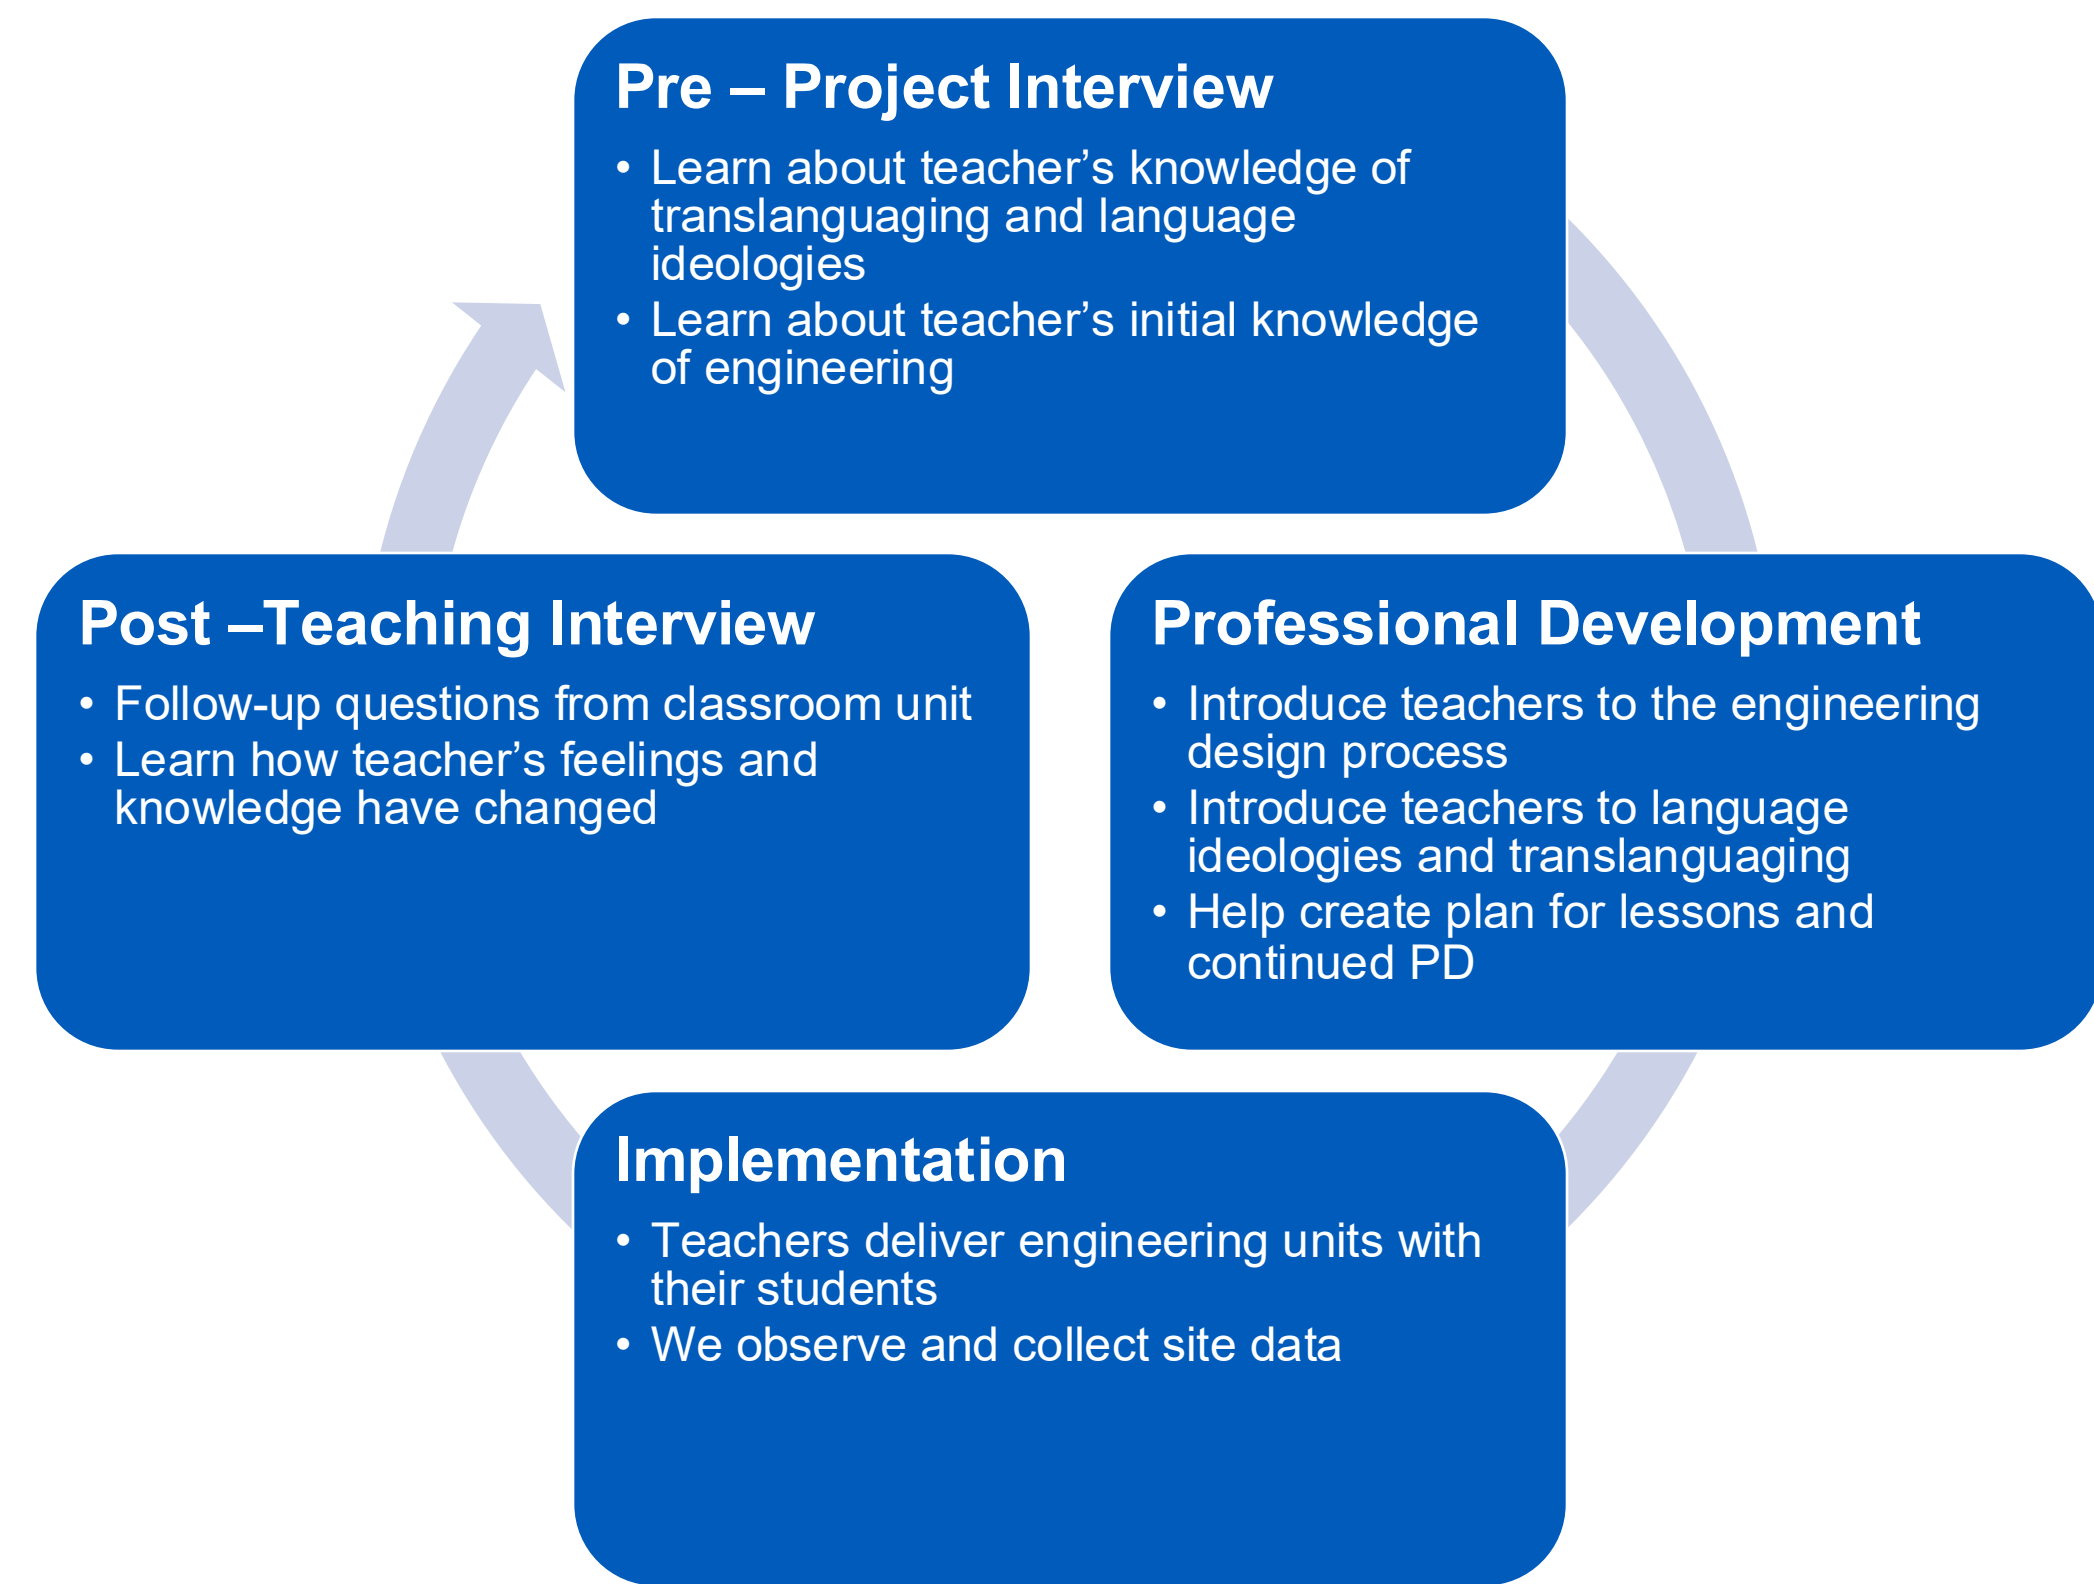 Pre – Project Interview
• Learn about teacher’s knowledge of
translanguaging and language
ideologies
• Learn about teacher’s initial knowledge
of engineering
Post –Teaching Interview
• Follow-up questions from classroom unit
• Learn how teacher’s feelings and
knowledge have changed
Professional Development
• Introduce teachers to the engineering
design process
• Introduce teachers to language
ideologies and translanguaging
• Help create plan for lessons and
continued PD
Implementation
• Teachers deliver engineering units with
their students
• We observe and collect site data